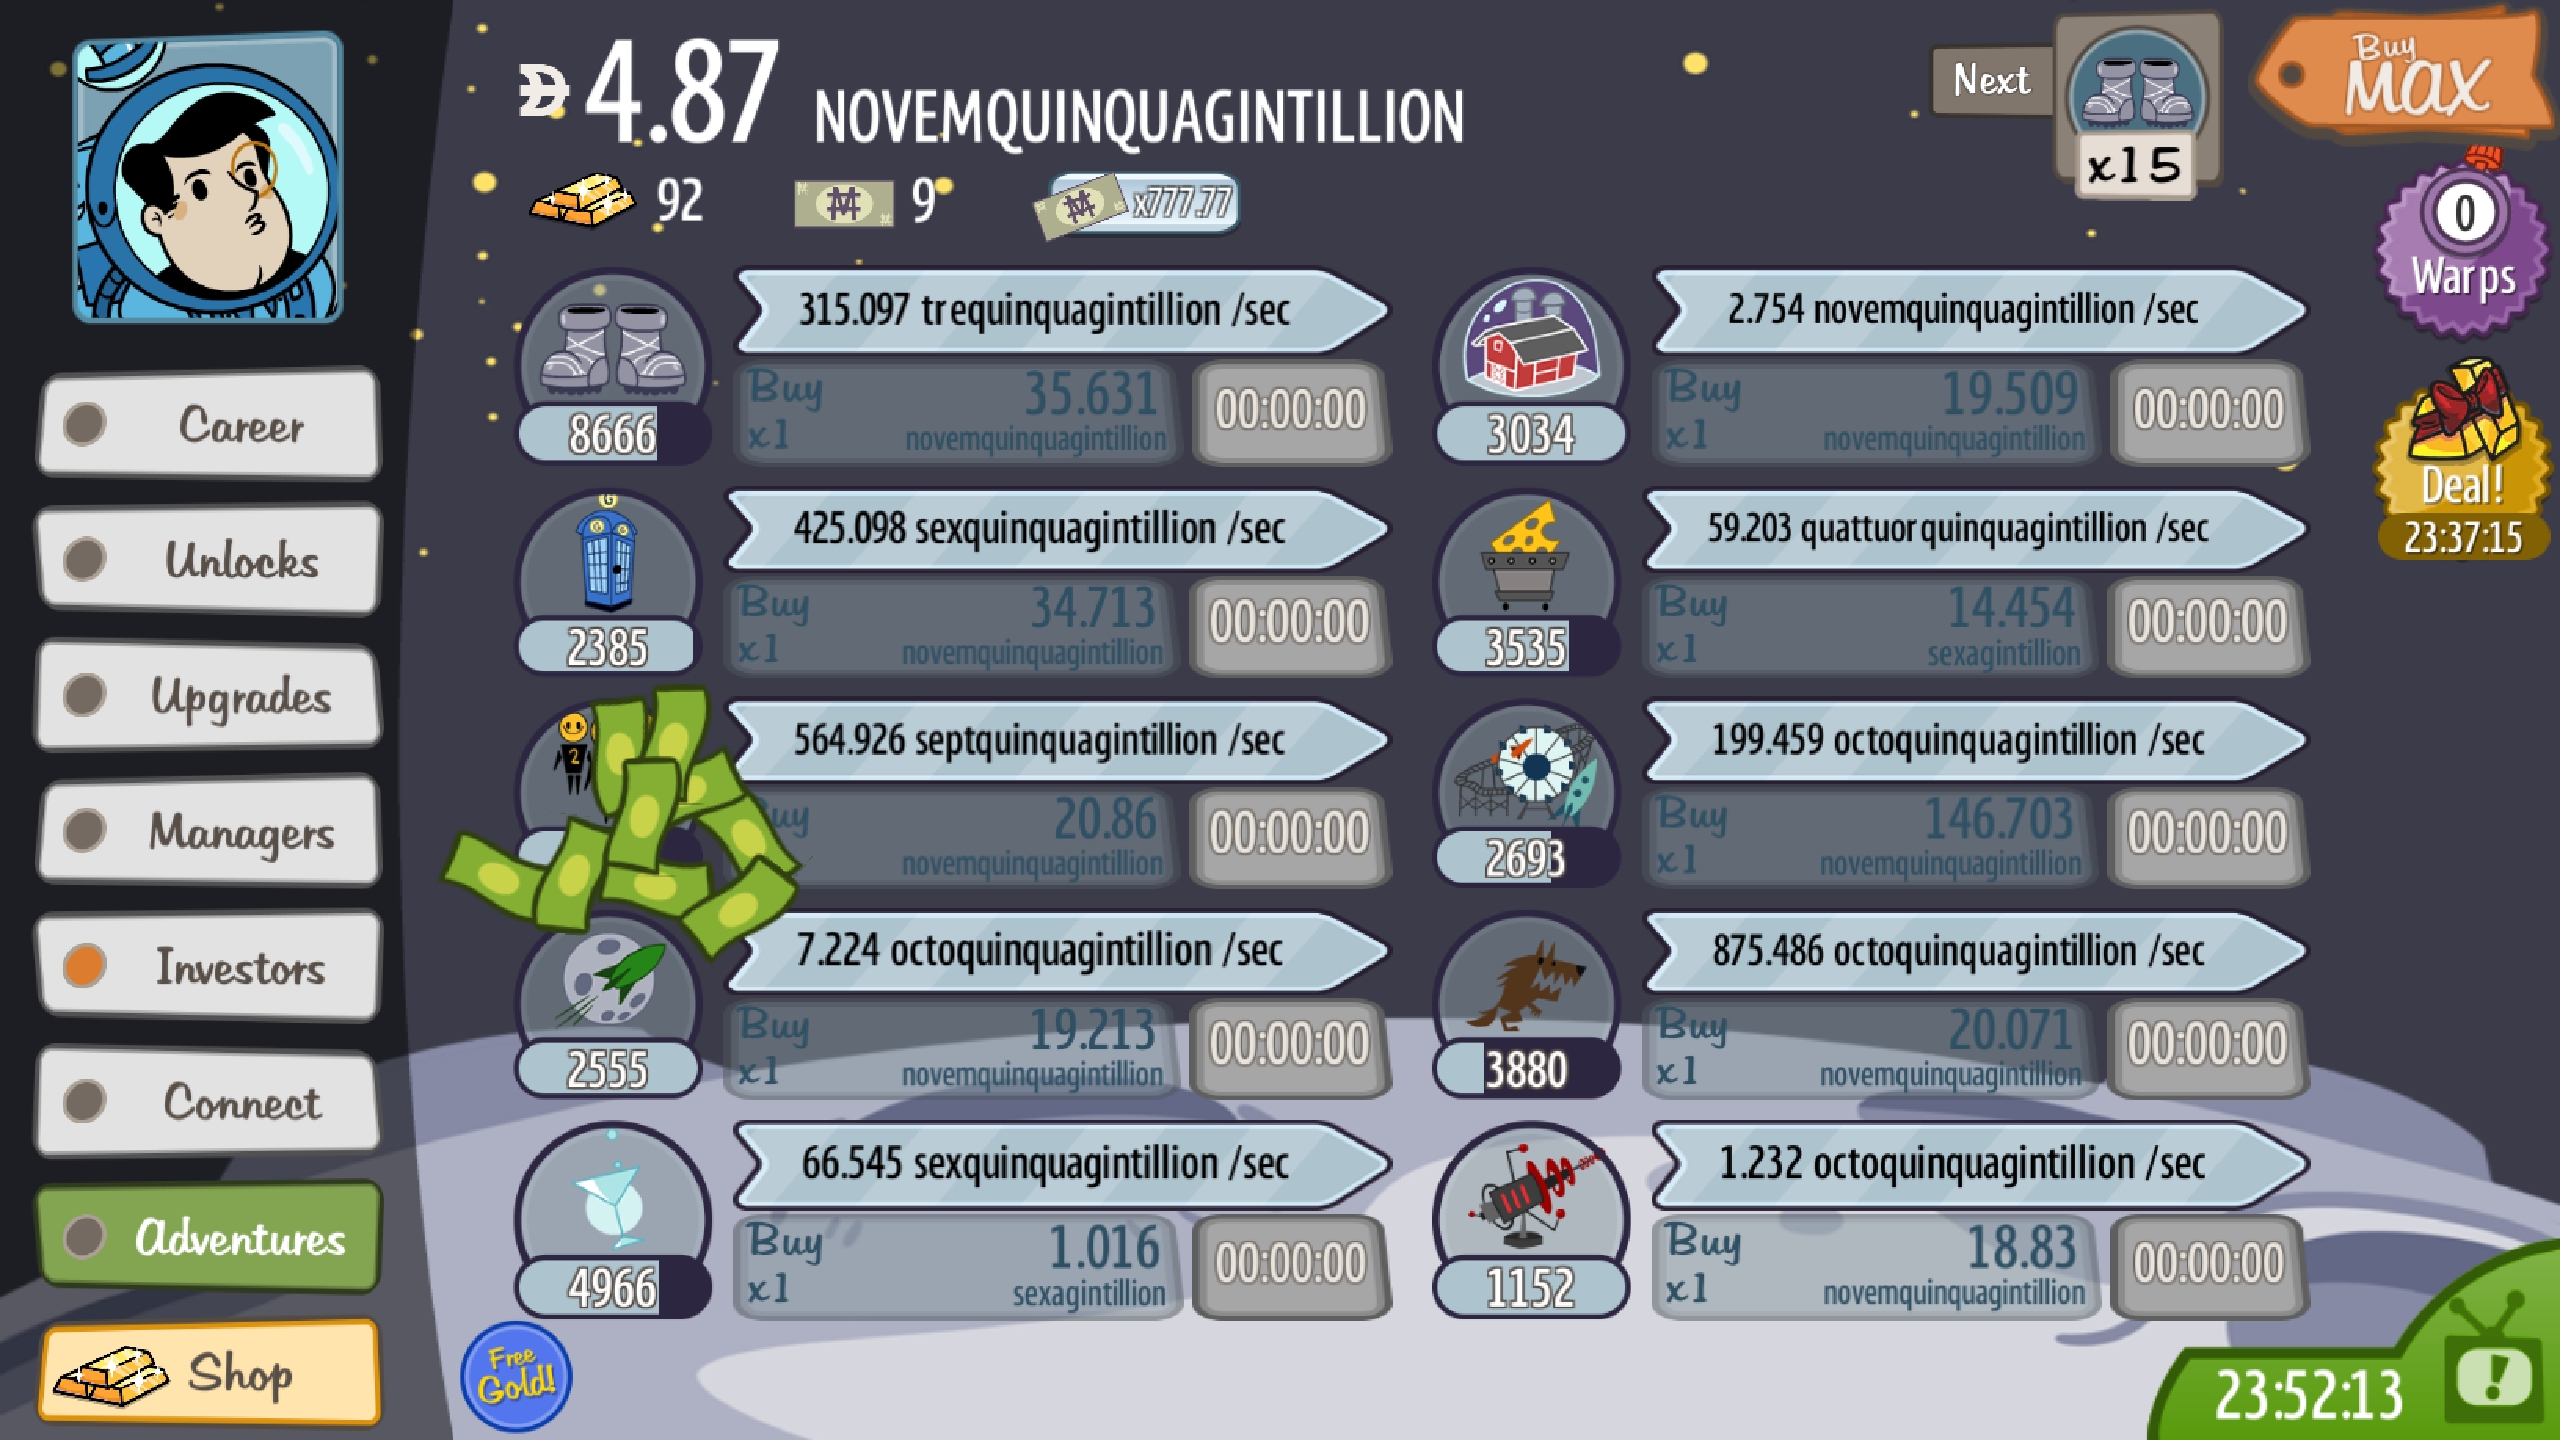 4.87 NOVEMQUINQUAGINTILLION
92
9
x777.77
Next
x15
Buy
MAX
0
Warps
Deal!
23:37:15
Career
Unlocks
Upgrades
Managers
Investors
Connect
Adventures
Shop
315.097 trequinquagintillion /sec
Buy 35.631
x1 novemquinquagintillion
00:00:00
8666
2.754 novemquinquagintillion /sec
Buy 19.509
x1 novemquinquagintillion
00:00:00
3034
G
425.098 sexquinquagintillion /sec
Buy 34.713
x1 novemquinquagintillion
00:00:00
2385
59.203 quattuorquinquagintillion /sec
Buy 14.454
x1 sexagintillion
00:00:00
3535
2
564.926 septquinquagintillion /sec
20.86
novemquinquagintillion
00:00:00
199.459 octoquinquagintillion /sec
Buy 146.703
x1 novemquinquagintillion
00:00:00
2693
7.224 octoquinquagintillion /sec
Buy 19.213
x1 novemquinquagintillion
00:00:00
2555
875.486 octoquinquagintillion /sec
Buy 20.071
x1 novemquinquagintillion
00:00:00
3880
66.545 sexquinquagintillion /sec
Buy 1.016
x1 sexagintillion
00:00:00
4966
1.232 octoquinquagintillion /sec
Buy 18.83
x1 novemquinquagintillion
00:00:00
1152
Free
Gold!
23:52:13
!